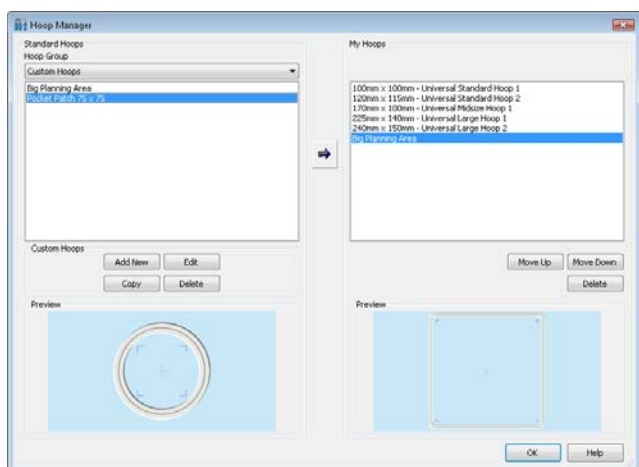 Hoop Manager
Standard Hoops
Hoop Group
Custom Hoops
Big Planning Area
Pocket Patch 75 x 75
Custom Hoops
Add New
Edit
Copy
Delete
Preview
My Hoops
100mm x 100mm - Universal Standard Hoop 1
120mm x 115mm - Universal Standard Hoop 2
170mm x 100mm - Universal Midsize Hoop 1
225mm x 140mm - Universal Large Hoop 1
240mm x 150mm - Universal Large Hoop 2
Big Planning Area
Move Up
Move Down
Delete
Preview
OK
Help